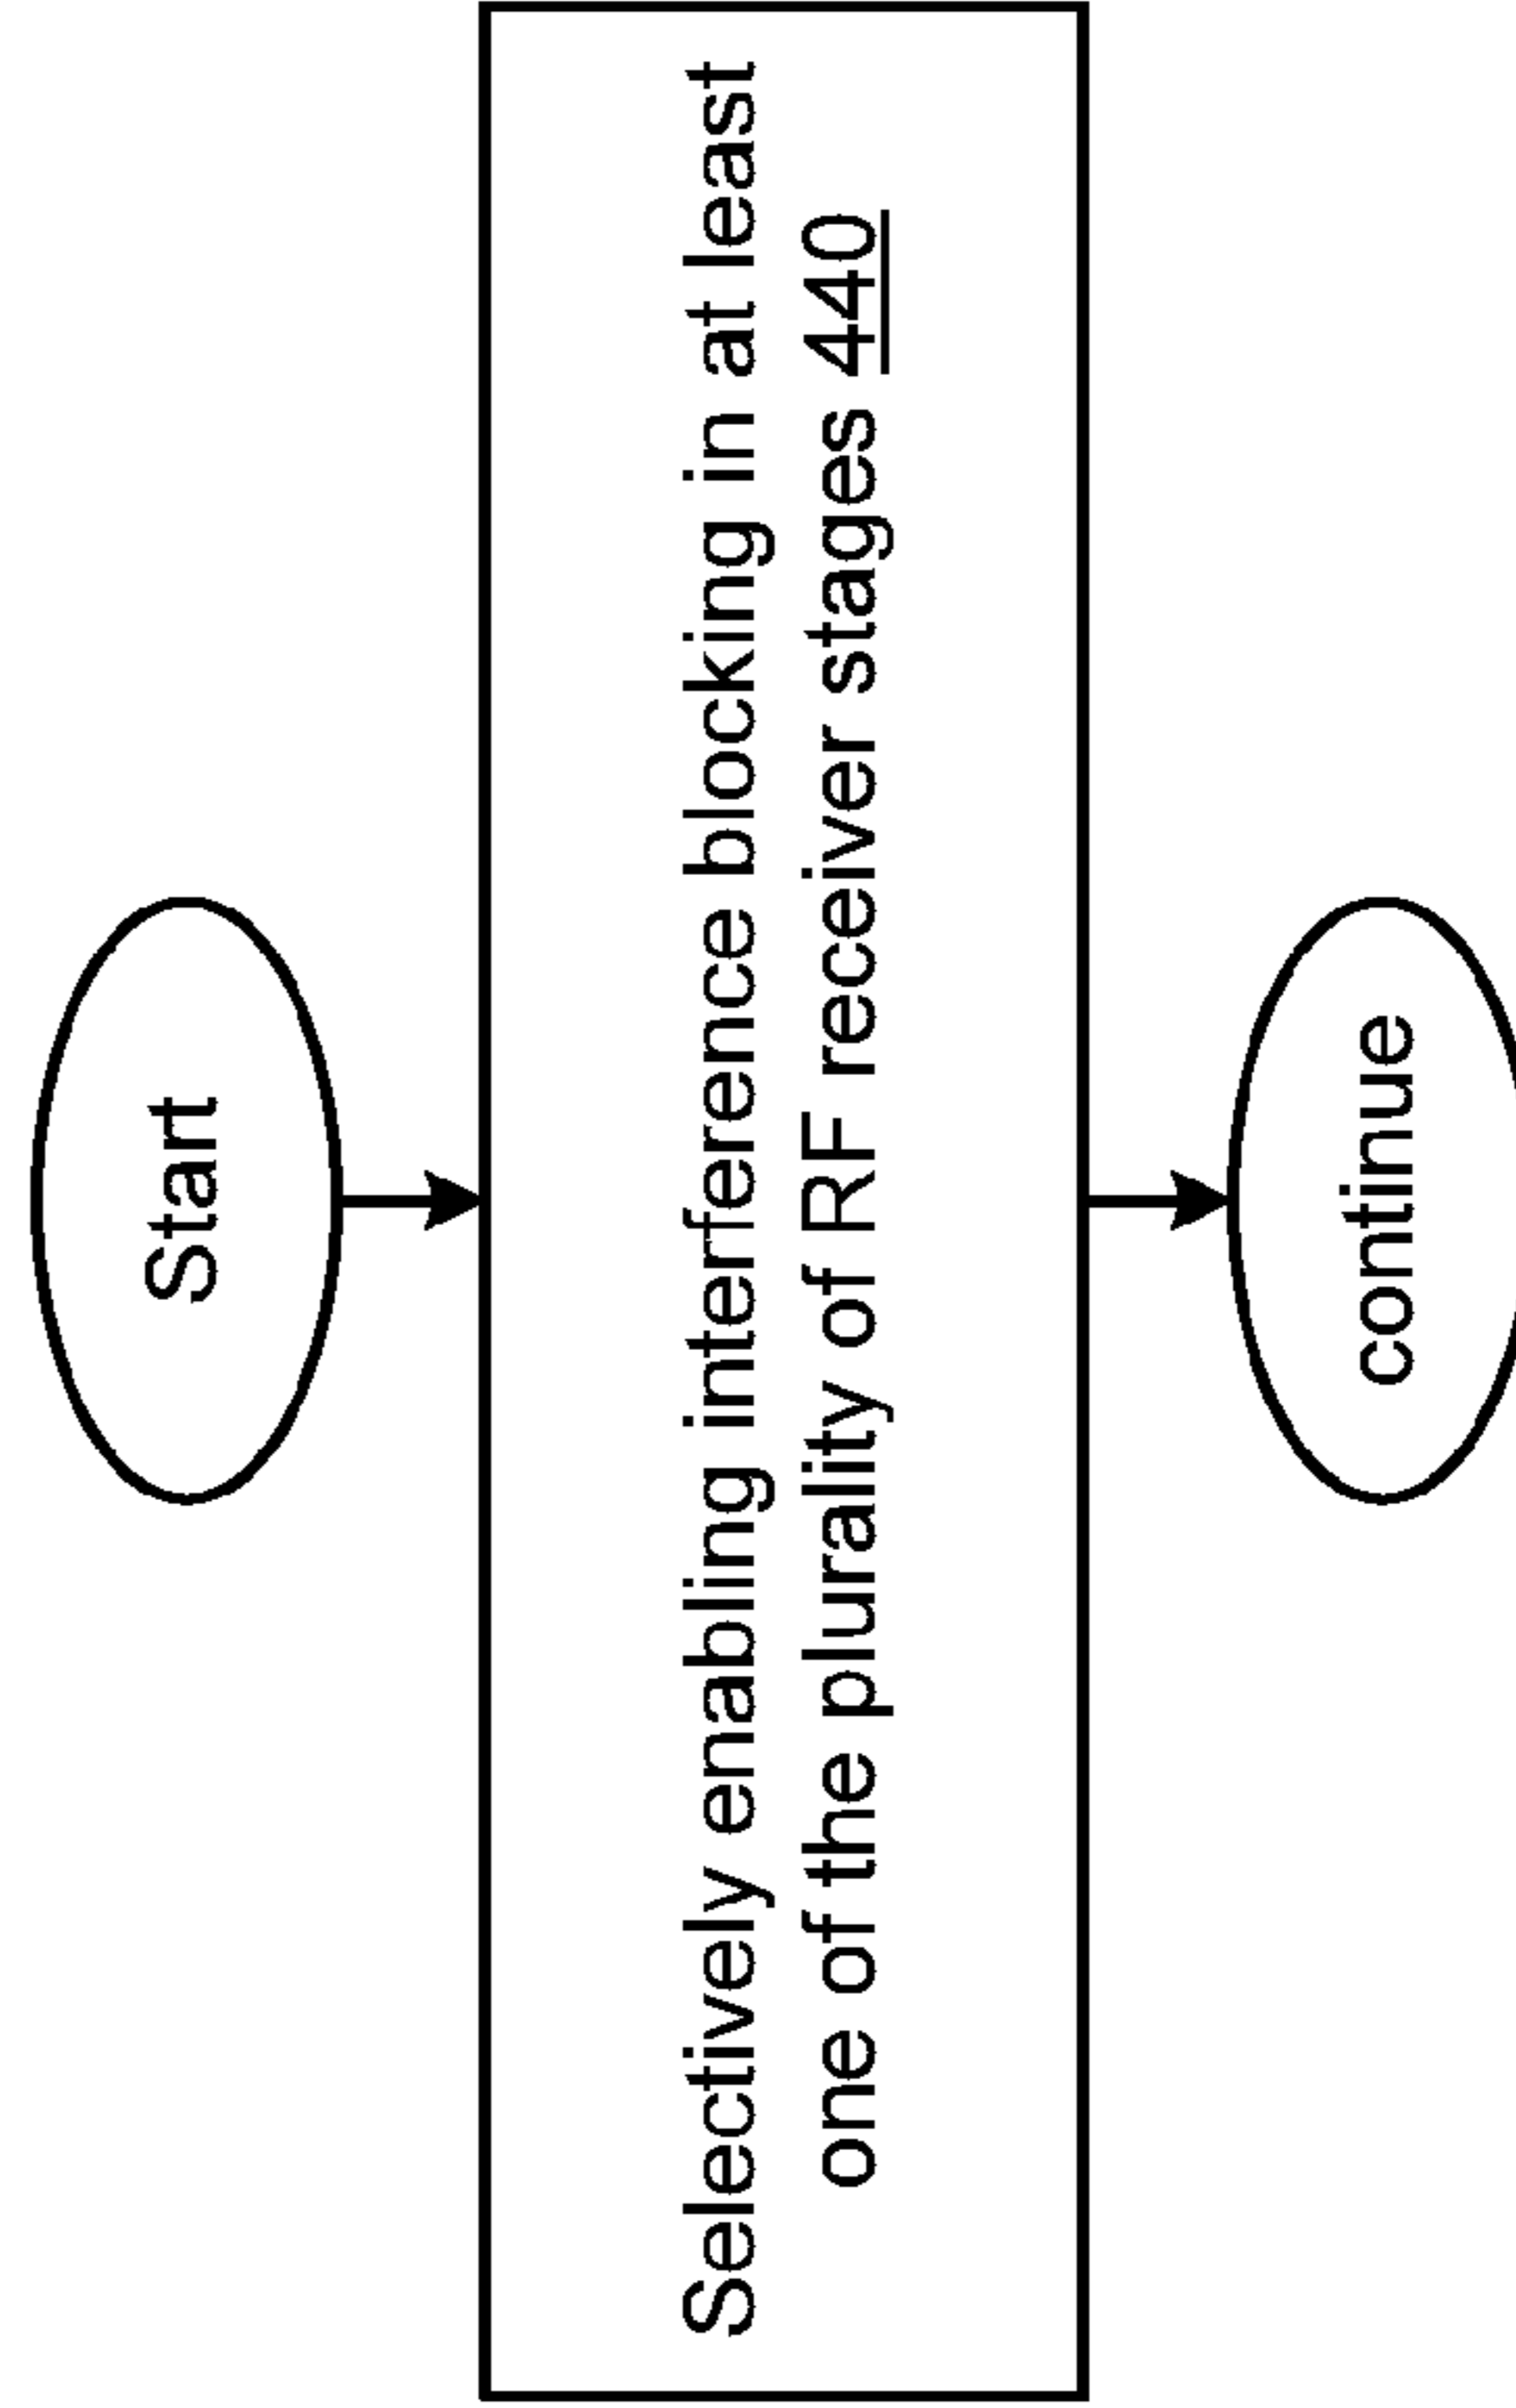 Start
Selectively enabling interference blocking in at least
one of the plurality of RF receiver stages 440
continue